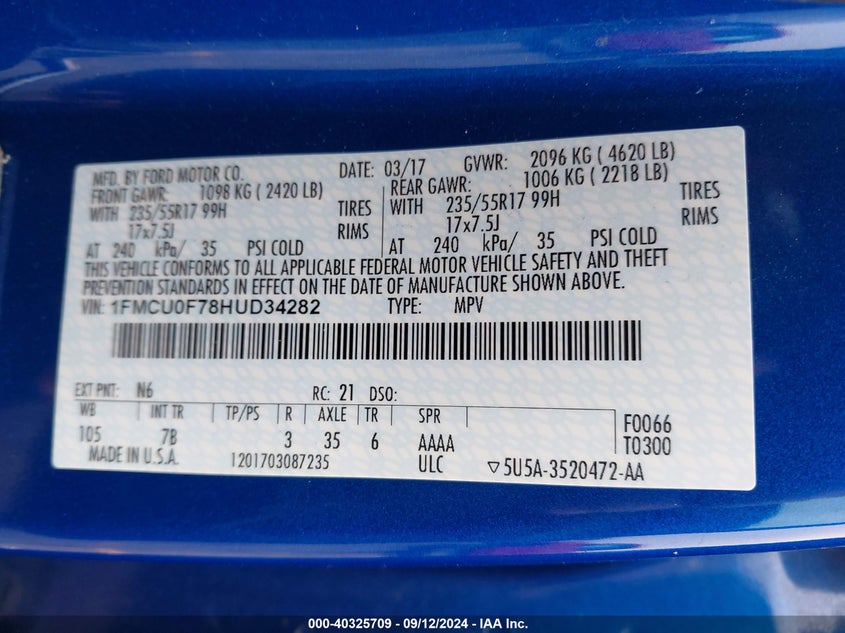 MFD. BY FORD MOTOR CO. DATE: 03/17 GVWR: 2096 KG ( 4620 LB)
FRONT GAWR: 1098 KG ( 2420 LB) REAR GAWR: 1006 KG ( 2218 LB)
WITH 235/55R17 99H TIRES WITH 235/55R17 99H TIRES
17x7.5J RIMS 17x7.5J RIMS
AT 240 kPa/ 35 PSI COLD AT 240 kPa/ 35 PSI COLD
THIS VEHICLE CONFORMS TO ALL APPLICABLE FEDERAL MOTOR VEHICLE SAFETY AND THEFT
PREVENTION STANDARDS IN EFFECT ON THE DATE OF MANUFACTURE SHOWN ABOVE.
VIN: 1FMCU0F78HUD34282 TYPE: MPV
EXT PNT: N6 RC: 21 DSO:
WB INT TR TP/PS R AXLE TR SPR F0066
105 7B 3 35 6 AAAA T0300
MADE IN U.S.A. 1201703087235 ULC ▽5U5A-3520472-AA
000-40325709 - 09/12/2024 - IAA Inc.